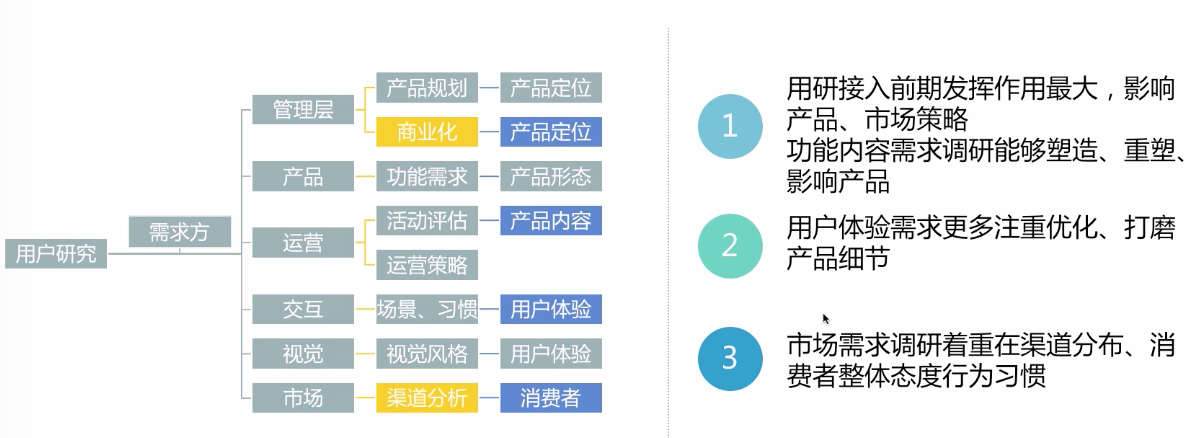 用户研究
需求方
管理层
产品规划
产品定位
商业化
产品定位
产品
功能需求
产品形态
运营
活动评估
产品内容
运营策略
交互
场景、习惯
用户体验
视觉
视觉风格
用户体验
市场
渠道分析
消费者
1
用研接入前期发挥作用最大，影响
产品、市场策略
功能内容需求调研能够塑造、重塑、
影响产品
2
用户体验需求更多注重优化、打磨
产品细节
3
市场需求调研着重在渠道分布、消
费者整体态度行为习惯